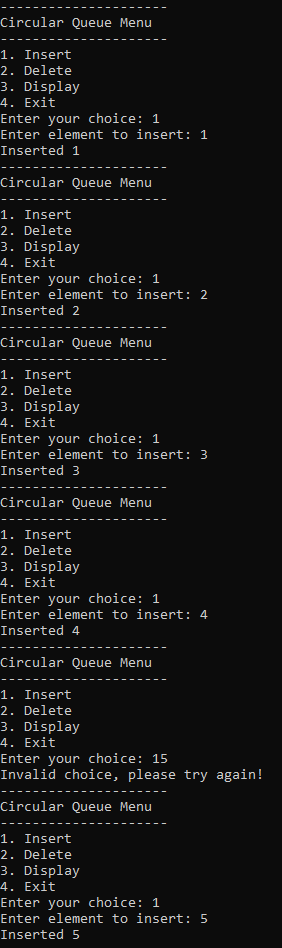 ---------------------
Circular Queue Menu
---------------------
1. Insert
2. Delete
3. Display
4. Exit
Enter your choice: 1
Enter element to insert: 1
Inserted 1
---------------------
Circular Queue Menu
---------------------
1. Insert
2. Delete
3. Display
4. Exit
Enter your choice: 1
Enter element to insert: 2
Inserted 2
---------------------
Circular Queue Menu
---------------------
1. Insert
2. Delete
3. Display
4. Exit
Enter your choice: 1
Enter element to insert: 3
Inserted 3
---------------------
Circular Queue Menu
---------------------
1. Insert
2. Delete
3. Display
4. Exit
Enter your choice: 1
Enter element to insert: 4
Inserted 4
---------------------
Circular Queue Menu
---------------------
1. Insert
2. Delete
3. Display
4. Exit
Enter your choice: 15
Invalid choice, please try again!
---------------------
Circular Queue Menu
---------------------
1. Insert
2. Delete
3. Display
4. Exit
Enter your choice: 1
Enter element to insert: 5
Inserted 5